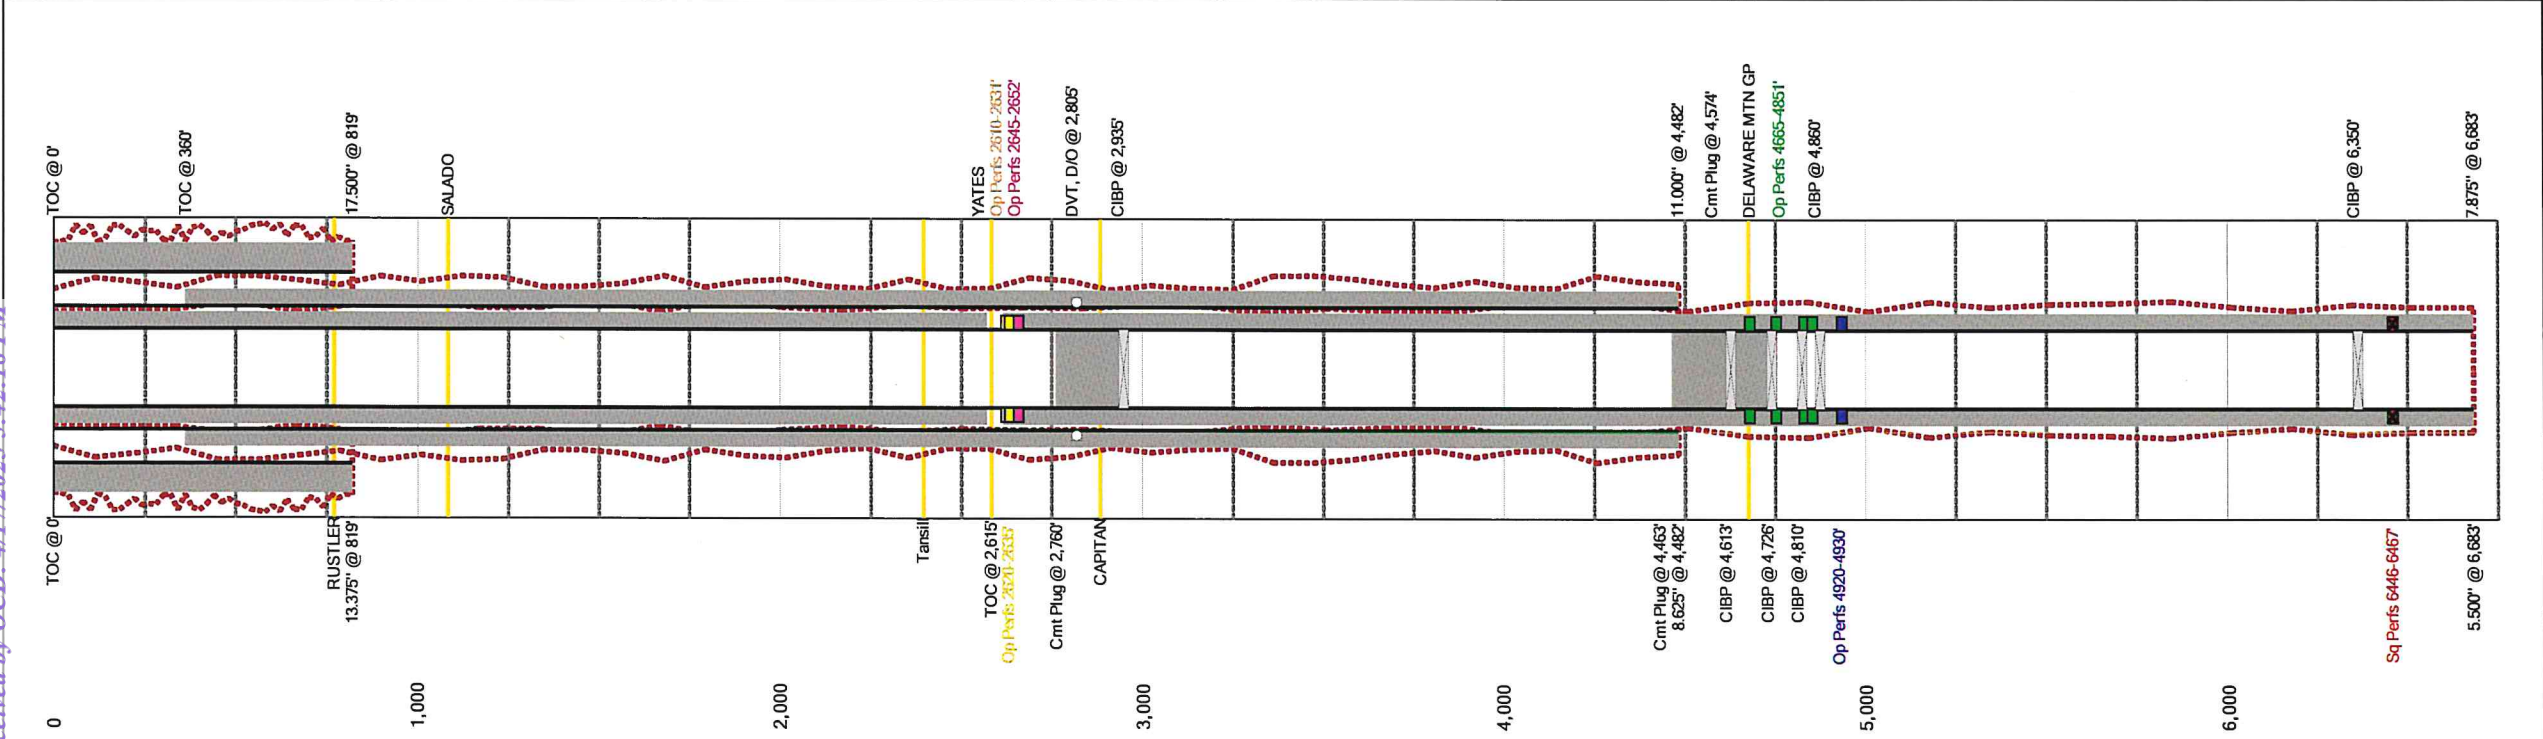 TOC @ 0'
TOC @ 360'
17.500" @ 819'
SALADO
YATES
Op Perfs 2610-2631'
Op Perfs 2645-2652'
DVT, D/O @ 2,805'
CIBP @ 2,935'
11.000" @ 4,482'
Cmt Plug @ 4,574'
DELAWARE MTN GP
Op Perfs 4665-4851'
CIBP @ 4,860'
CIBP @ 6,350'
7.875" @ 6,683'
TOC @ 0'
RUSTLER
13.375" @ 819'
Tansill
TOC @ 2,615'
Op Perfs 2620-2635'
Cmt Plug @ 2,760'
CAPITAN
Cmt Plug @ 4,463'
8.625" @ 4,482'
CIBP @ 4,613'
CIBP @ 4,726'
CIBP @ 4,810'
Op Perfs 4920-4930'
Sq Perfs 6446-6467'
5.500" @ 6,683'
0
1,000
2,000
3,000
4,000
5,000
6,000